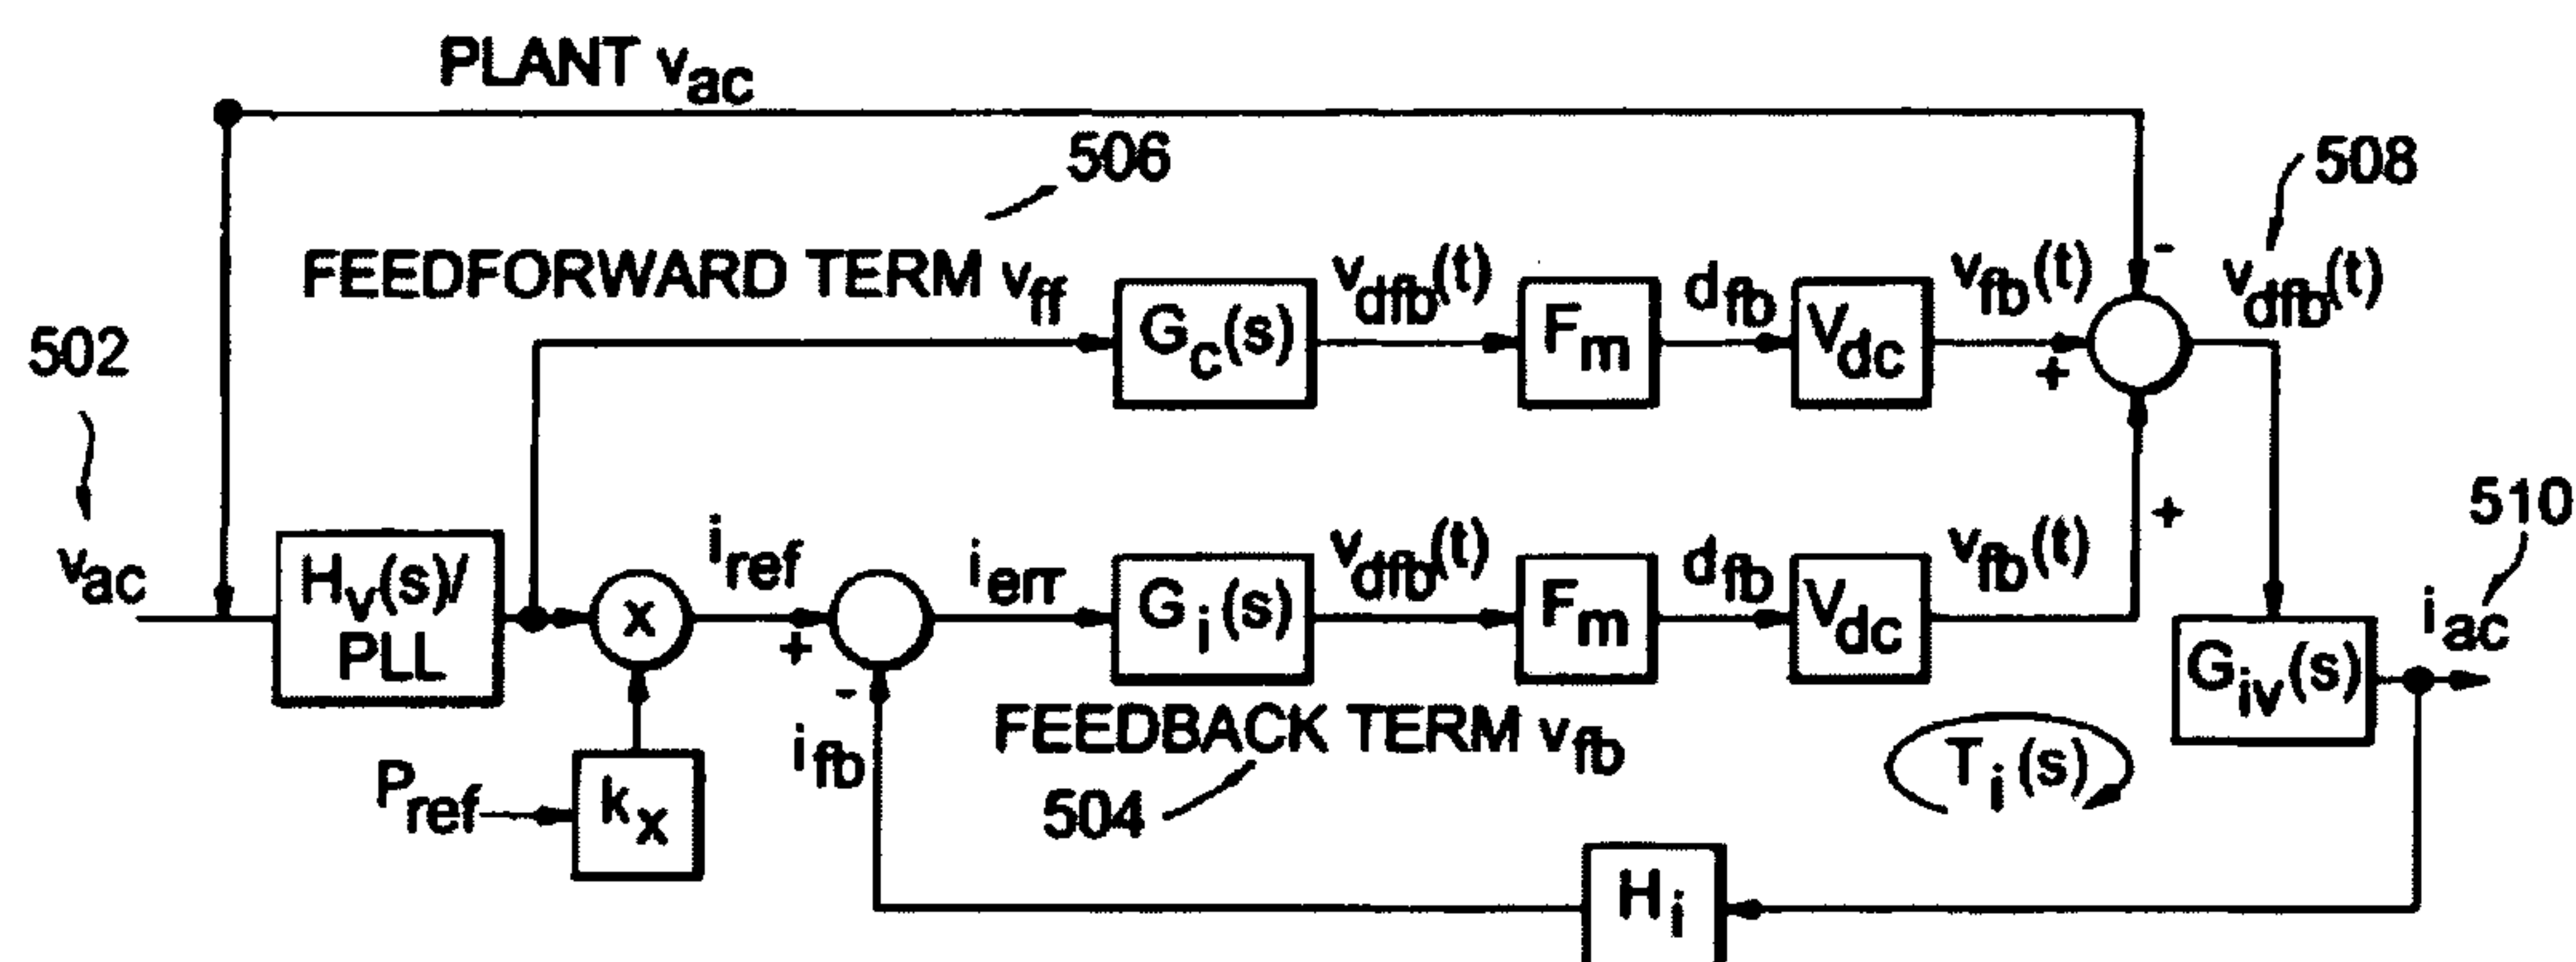 PLANT vac
506
508
FEEDFORWARD TERM vff
Gc(s)
vdfb(t)
Fm
dfb
Vdc
vfb(t)
-
+
vdfb(t)
502
vac
Hv(s)/
PLL
x
iref
+
-
ierr
Gi(s)
vdfb(t)
Fm
dfb
Vdc
vfb(t)
+
510
iac
Giv(s)
Pref
kx
ifb
FEEDBACK TERM vfb
504
Ti(s)
Hi